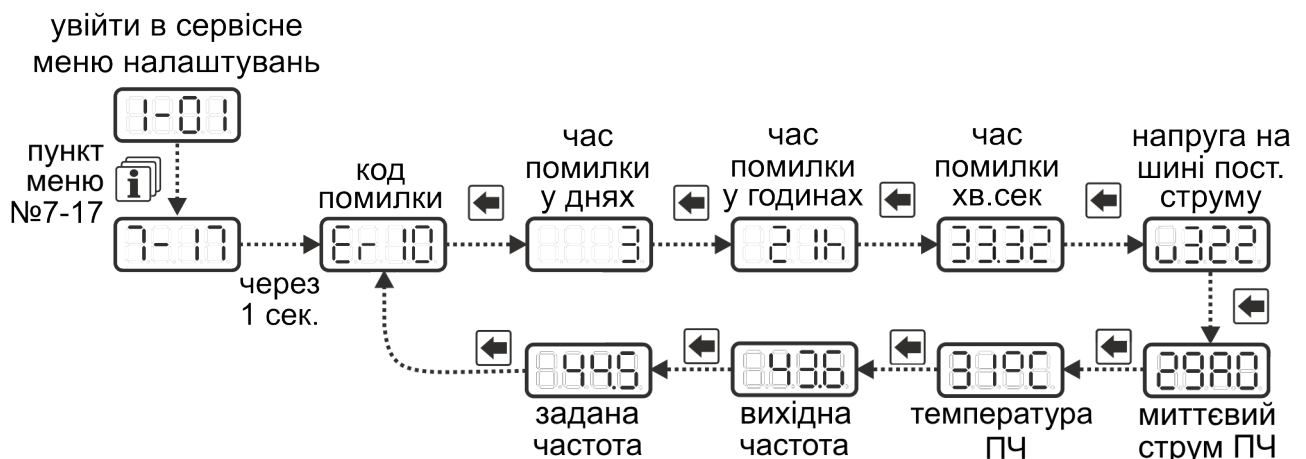 увійти в сервісне
меню налаштувань
1-01
пункт
меню
№7-17
7-17
через
1 сек.
код
помилки
Er 10
час
помилки
у днях
3
час
помилки
у годинах
21h
час
помилки
хв.сек
33.32
напруга на
шині пост.
струму
u322
44.5
задана
частота
43.6
вихідна
частота
31°C
температура
ПЧ
29A0
миттєвий
струм ПЧ